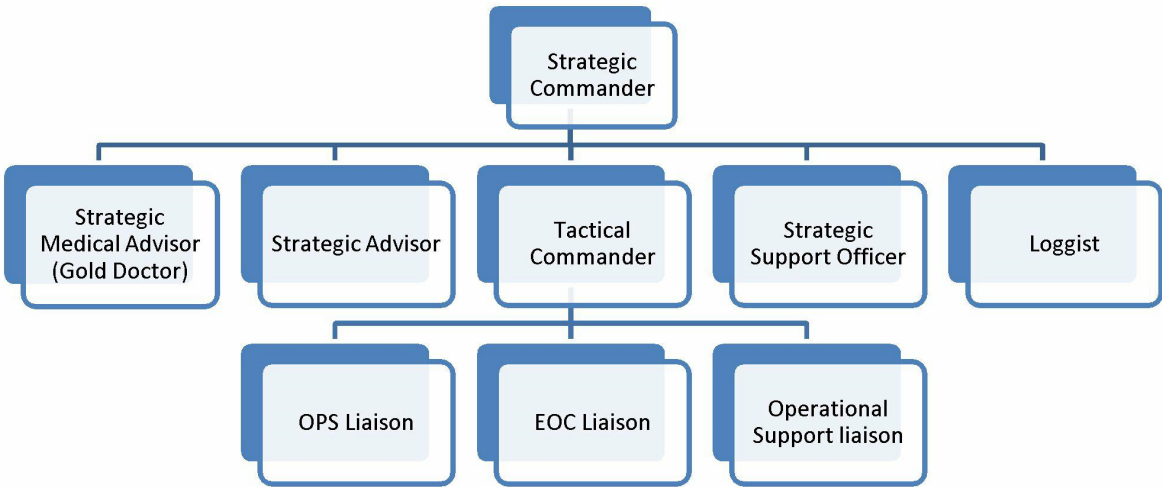 Strategic
Commander
Strategic
Medical Advisor
(Gold Doctor)
Strategic Advisor
Tactical
Commander
Strategic
Support Officer
Loggist
OPS Liaison
EOC Liaison
Operational
Support liaison